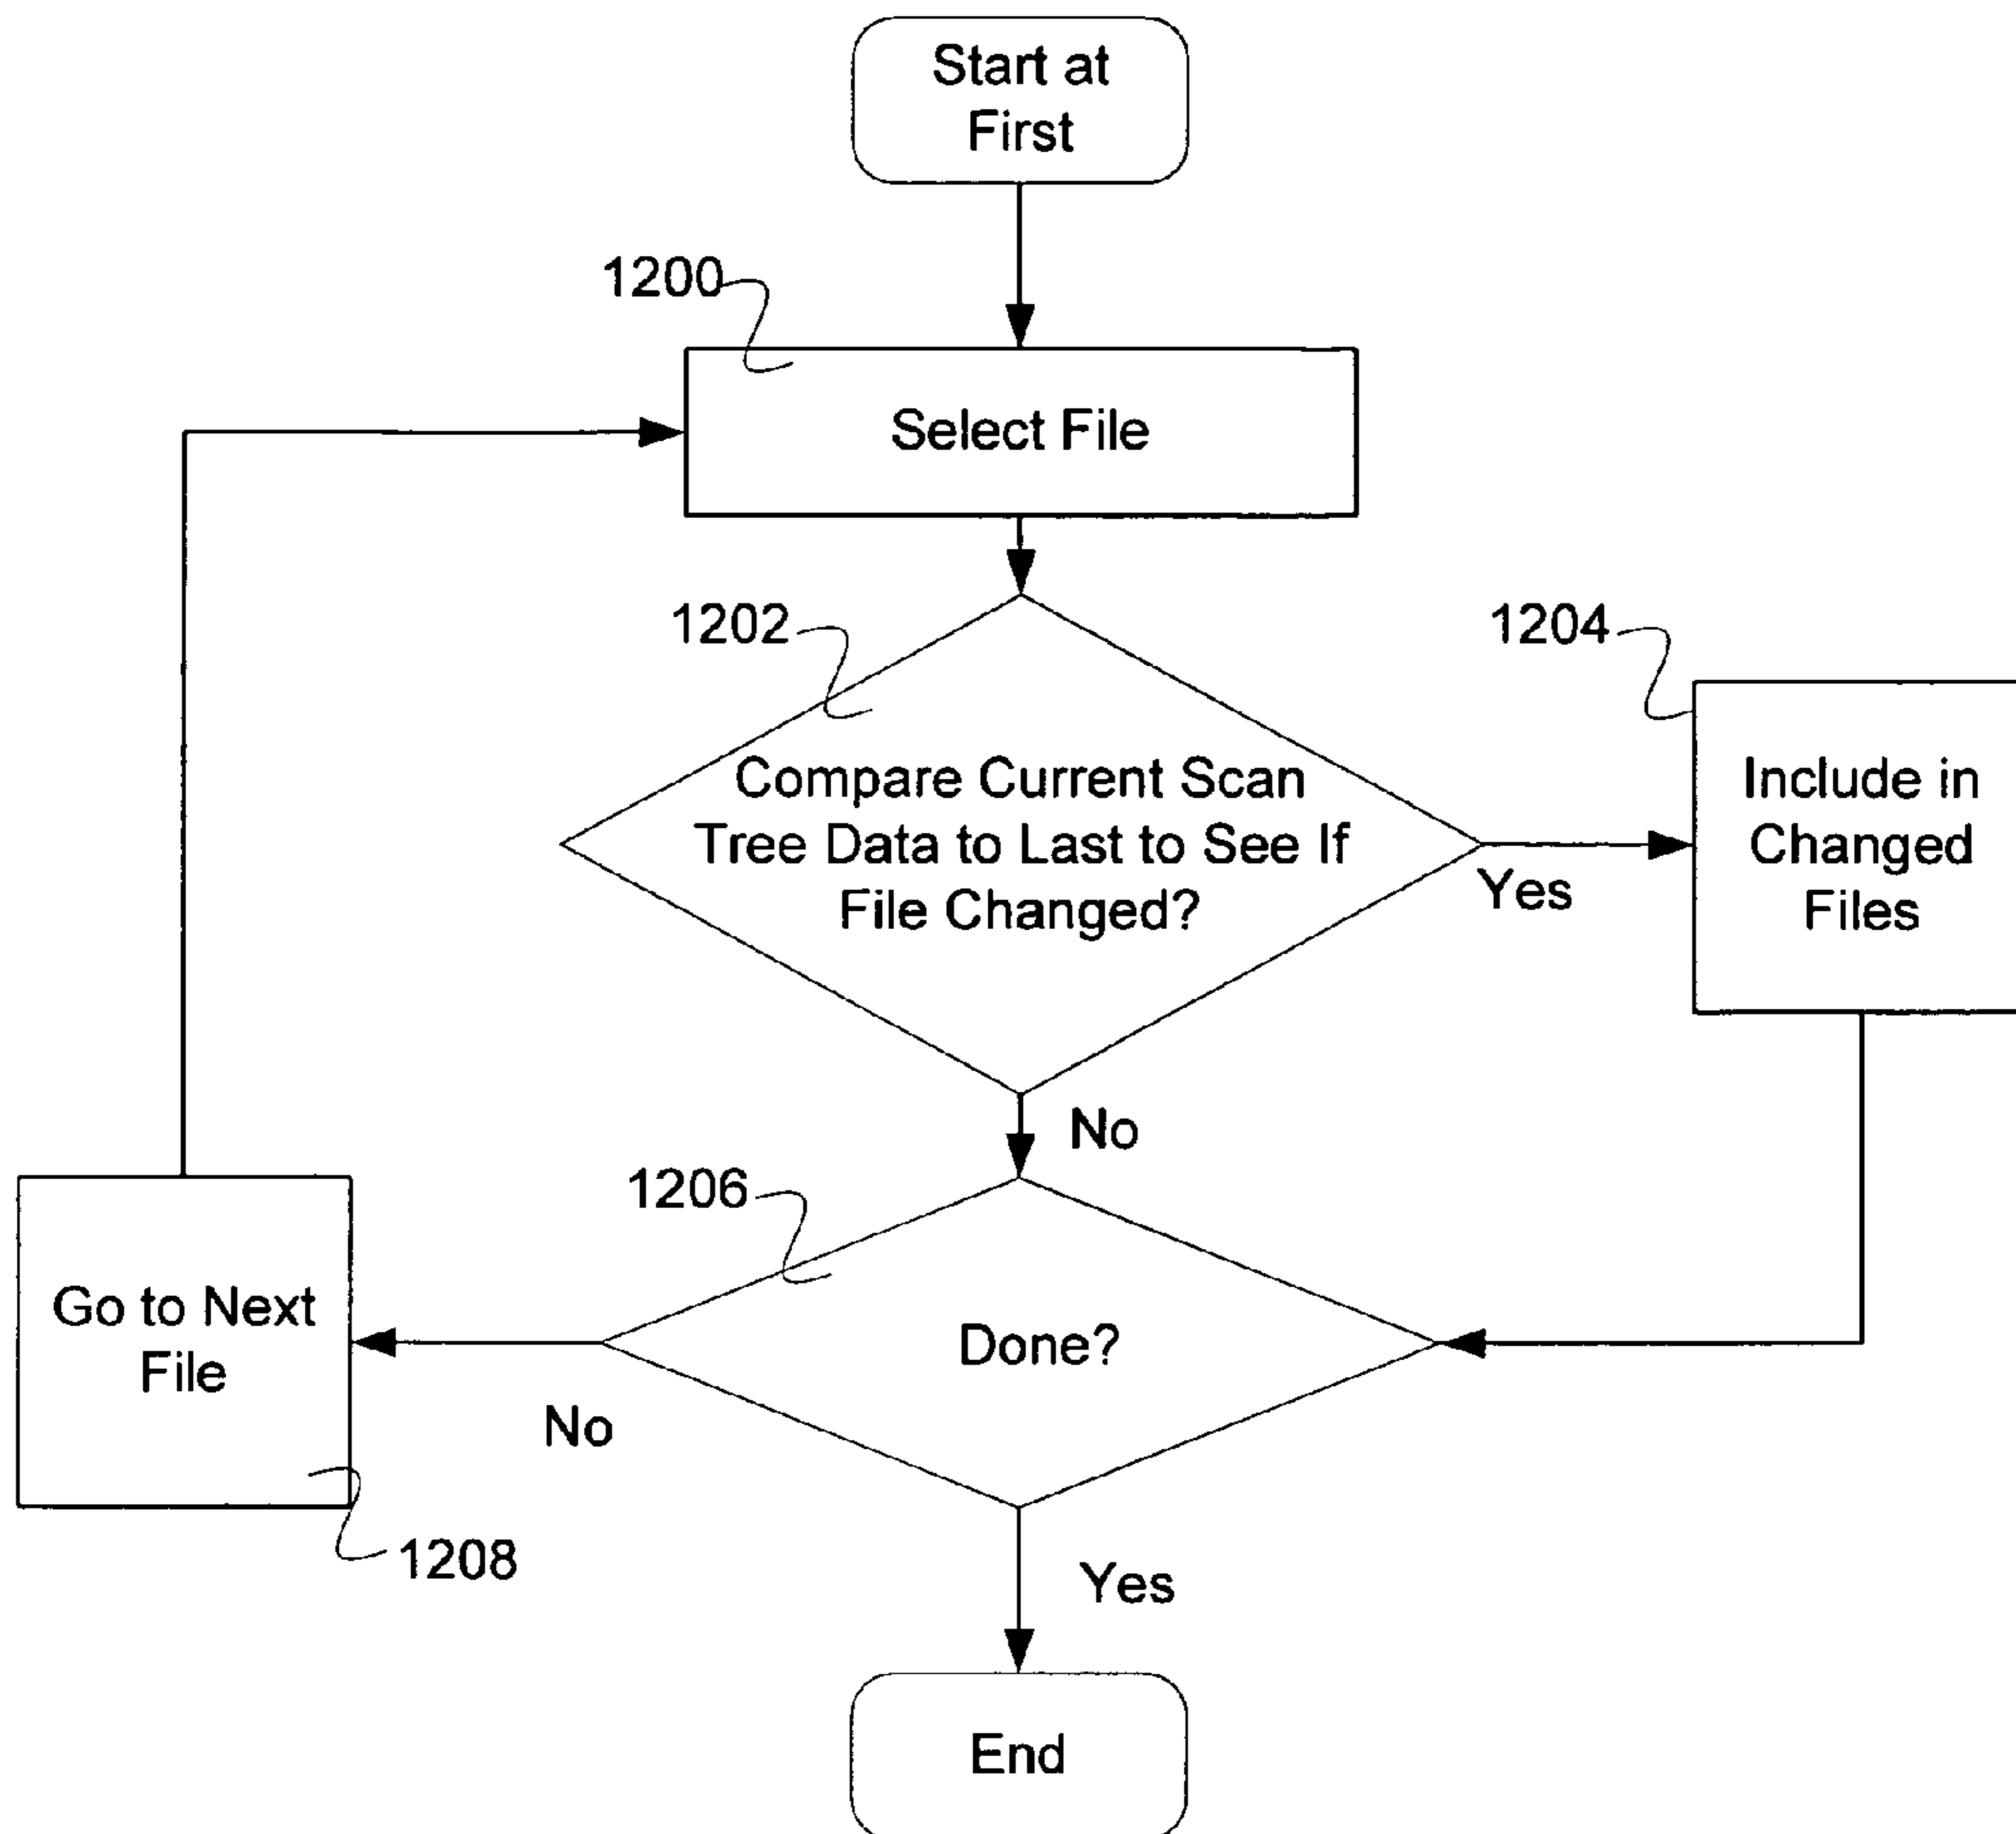 Start at
First
1200
Select File
1202
1204
Compare Current Scan
Tree Data to Last to See If
File Changed?
Yes
Include in
Changed
Files
No
1206
Go to Next
File
Done?
No
1208
Yes
End